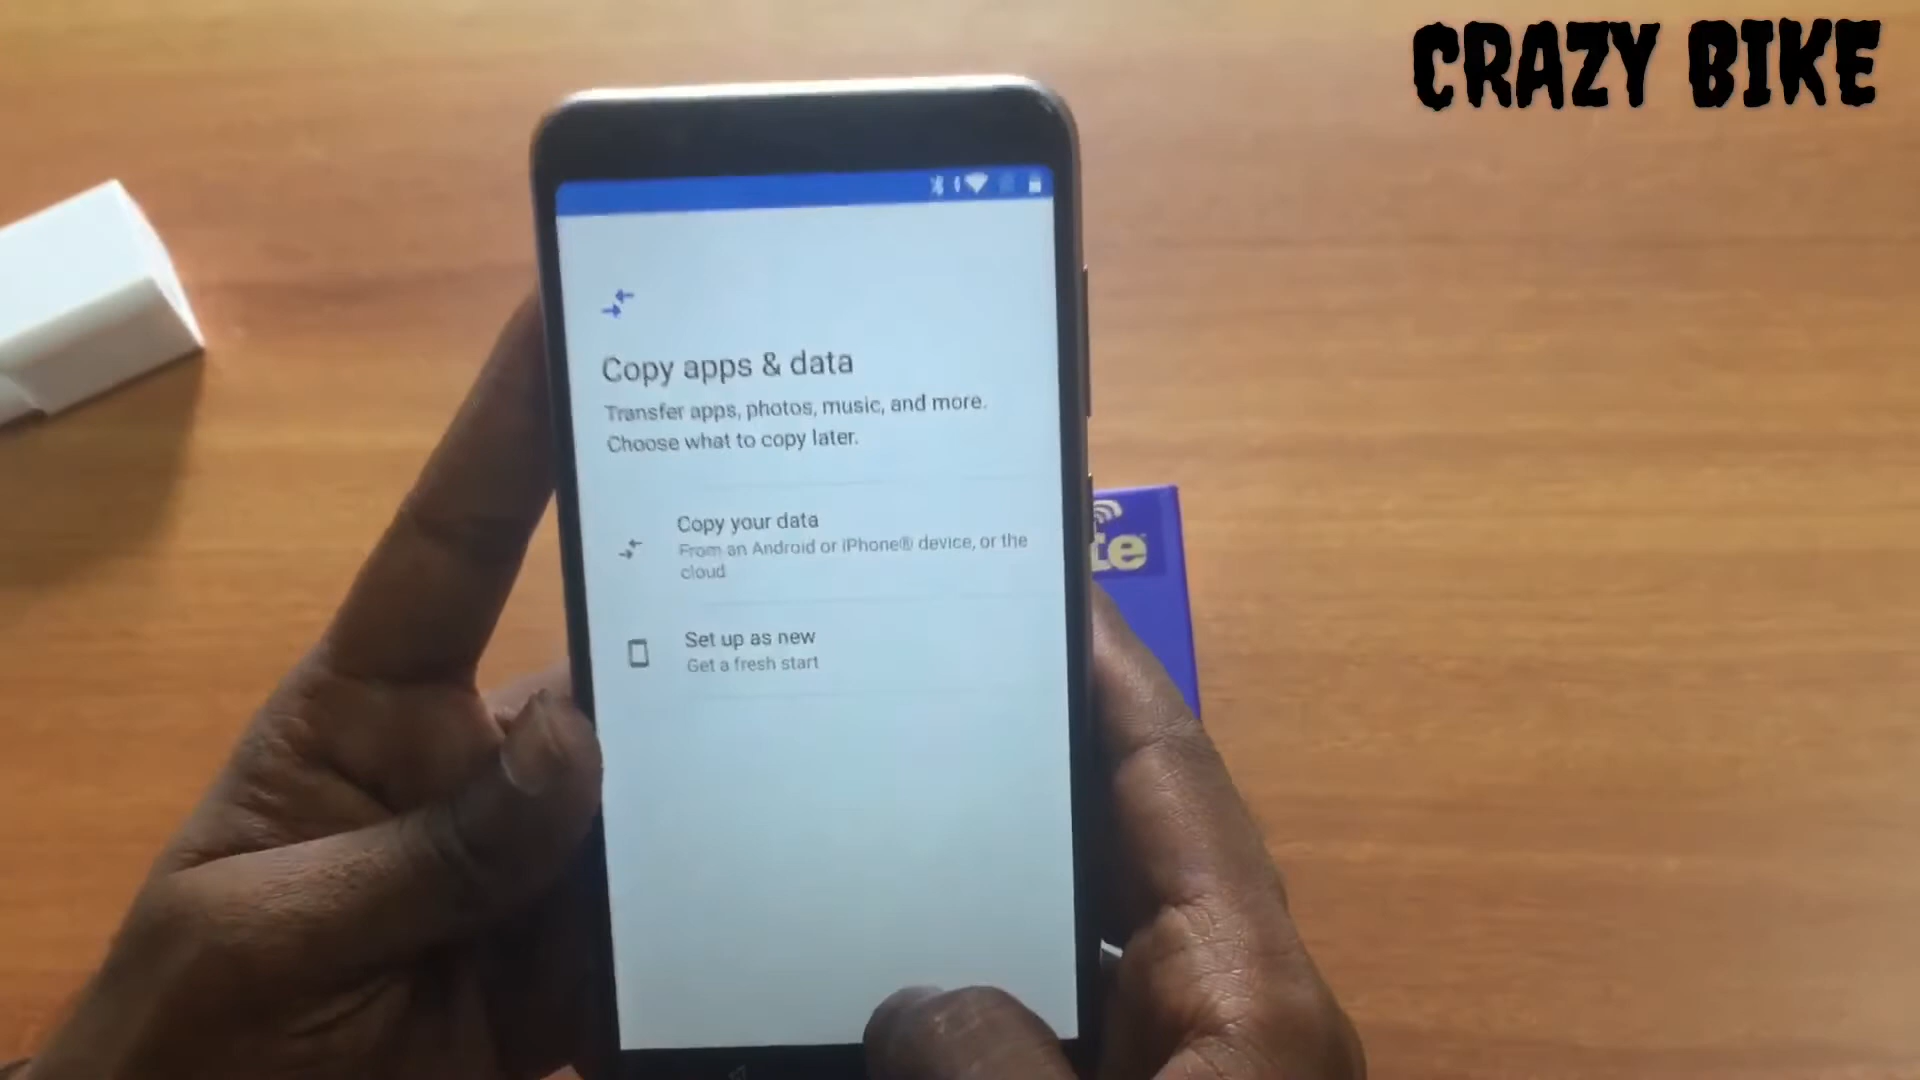 CRAZY BIKE
Copy apps & data
Transfer apps, photos, music, and more.
Choose what to copy later.
Copy your data
From an Android or iPhone® device, or the
cloud
Set up as new
Get a fresh start
te